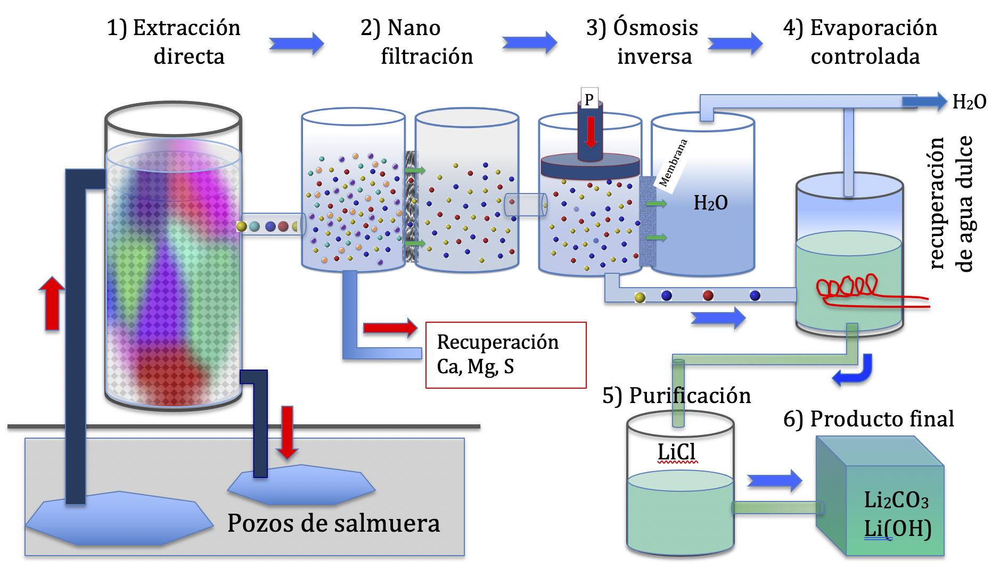 1) Extracción
directa
2) Nano
filtración
3) Ósmosis
inversa
4) Evaporación
controlada
P
Membrana
H₂O
H₂O
recuperación
de agua dulce
Recuperación
Ca, Mg, S
Pozos de salmuera
5) Purificación
LiCl
6) Producto final
Li₂CO₃
Li(OH)